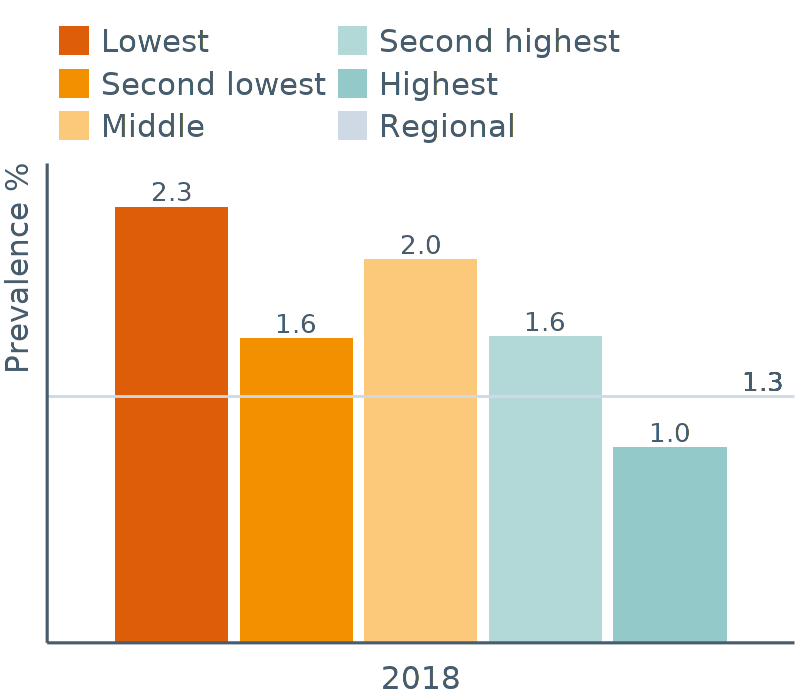 Lowest
Second lowest
Middle
Second highest
Highest
Regional
Prevalence %
2.3
1.6
2.0
1.6
1.0
1.3
2018